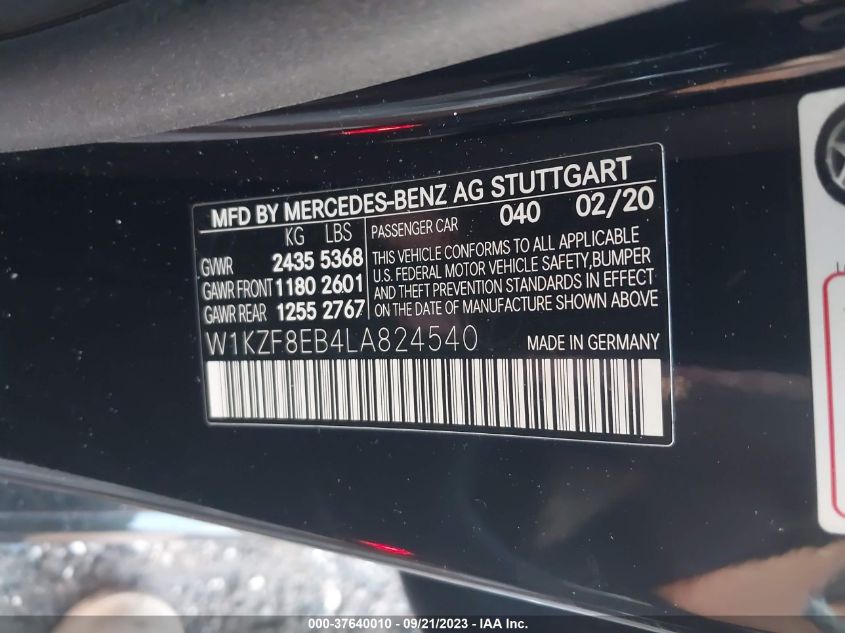 MFD BY MERCEDES-BENZ AG STUTTGART
KG LBS
GVWR 2435 5368
GAWR FRONT 1180 2601
GAWR REAR 1255 2767
PASSENGER CAR 040 02/20
THIS VEHICLE CONFORMS TO ALL APPLICABLE
U.S. FEDERAL MOTOR VEHICLE SAFETY,BUMPER
AND THEFT PREVENTION STANDARDS IN EFFECT
ON THE DATE OF MANUFACTURE SHOWN ABOVE
W1KZF8EB4LA824540 MADE IN GERMANY
000-37640010 - 09/21/2023 - IAA Inc.